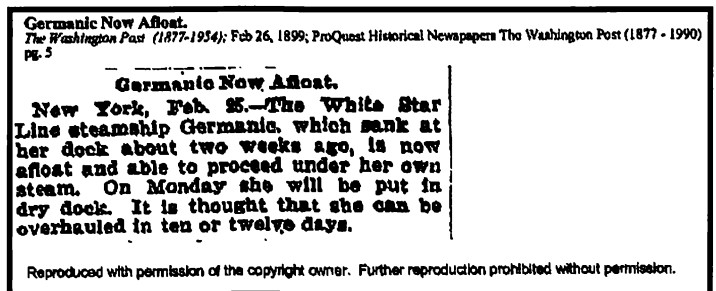 Germanic Now Afloat.
The Washington Post (1877-1954); Feb 26, 1899; ProQuest Historical Newspapers The Washington Post (1877 - 1990)
pg. 5
Germanic Now Afloat.
New York, Feb. 25.—The White Star
Line steamship Germanic, which sank at
her dock about two weeks ago, is now
afloat and able to proceed under her own
steam. On Monday she will be put in
dry dock. It is thought that she can be
overhauled in ten or twelve days.
Reproduced with permission of the copyright owner. Further reproduction prohibited without permission.